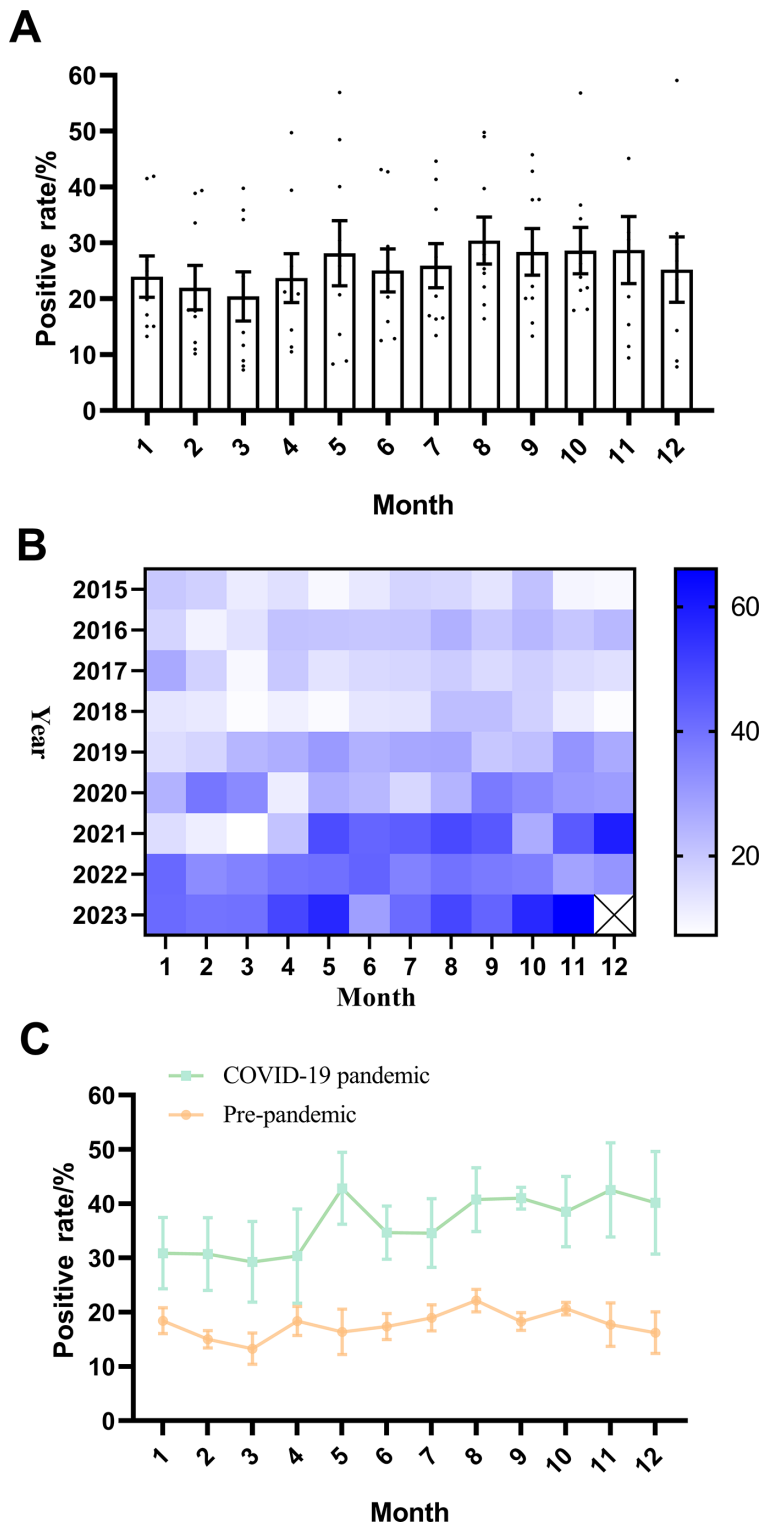 A
Positive rate/%
60
50
40
30
20
10
0
1 2 3 4 5 6 7 8 9 10 11 12
Month
B
Year
2015
2016
2017
2018
2019
2020
2021
2022
2023
1 2 3 4 5 6 7 8 9 10 11 12
Month
60
40
20
C
COVID-19 pandemic
Pre-pandemic
Positive rate/%
60
50
40
30
20
10
0
1 2 3 4 5 6 7 8 9 10 11 12
Month